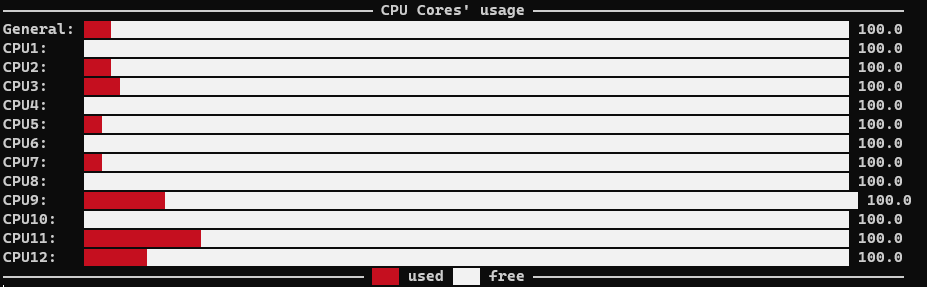 CPU Cores' usage
General: 100.0
CPU1: 100.0
CPU2: 100.0
CPU3: 100.0
CPU4: 100.0
CPU5: 100.0
CPU6: 100.0
CPU7: 100.0
CPU8: 100.0
CPU9: 100.0
CPU10: 100.0
CPU11: 100.0
CPU12: 100.0
used free